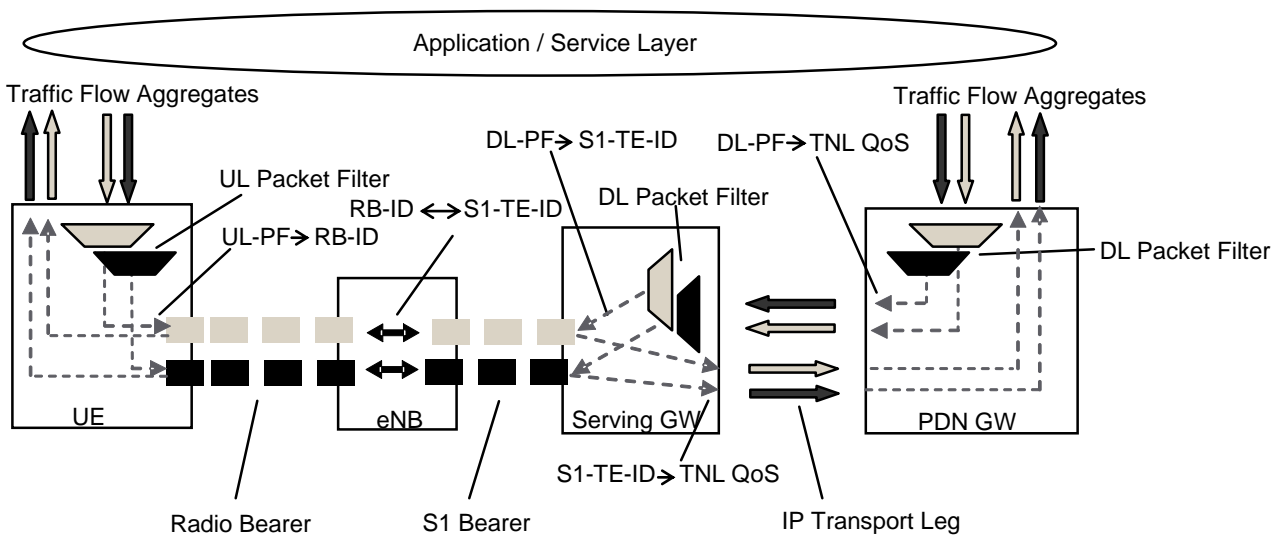 Application / Service Layer
Traffic Flow Aggregates
Traffic Flow Aggregates
DL-PF→S1-TE-ID
DL-PF→TNL QoS
UL Packet Filter
DL Packet Filter
RB-ID ↔ S1-TE-ID
UL-PF→RB-ID
DL Packet Filter
UE
eNB
Serving GW
PDN GW
S1-TE-ID→TNL QoS
Radio Bearer
S1 Bearer
IP Transport Leg